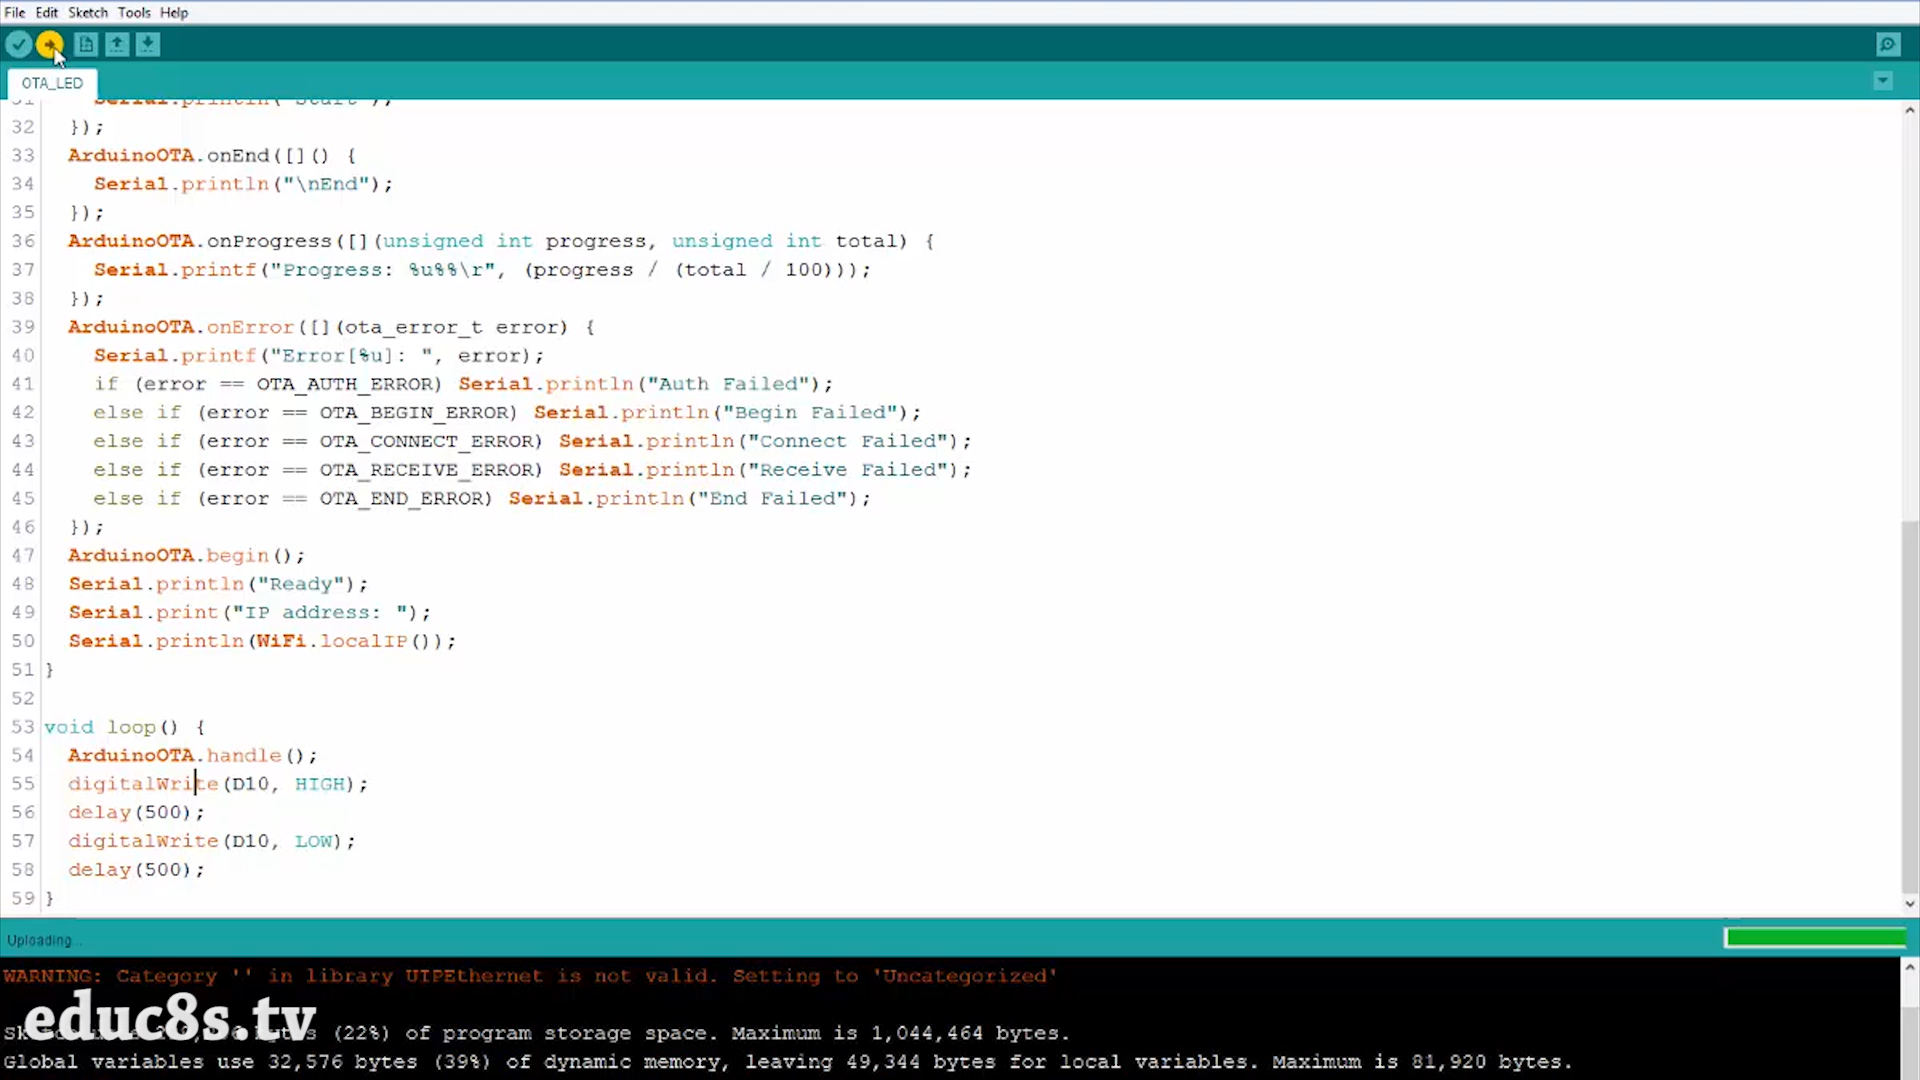 File Edit Sketch Tools Help
OTA_LED
31 Serial.println("Start");
32 });
33 ArduinoOTA.onEnd([]() {
34 Serial.println("\nEnd");
35 });
36 ArduinoOTA.onProgress([](unsigned int progress, unsigned int total) {
37 Serial.printf("Progress: %u%%\r", (progress / (total / 100)));
38 });
39 ArduinoOTA.onError([](ota_error_t error) {
40 Serial.printf("Error[%u]: ", error);
41 if (error == OTA_AUTH_ERROR) Serial.println("Auth Failed");
42 else if (error == OTA_BEGIN_ERROR) Serial.println("Begin Failed");
43 else if (error == OTA_CONNECT_ERROR) Serial.println("Connect Failed");
44 else if (error == OTA_RECEIVE_ERROR) Serial.println("Receive Failed");
45 else if (error == OTA_END_ERROR) Serial.println("End Failed");
46 });
47 ArduinoOTA.begin();
48 Serial.println("Ready");
49 Serial.print("IP address: ");
50 Serial.println(WiFi.localIP());
51 }
52
53 void loop() {
54 ArduinoOTA.handle();
55 digitalWrite(D10, HIGH);
56 delay(500);
57 digitalWrite(D10, LOW);
58 delay(500);
59 }
Uploading...
WARNING: Category '' in library UIPEthernet is not valid. Setting to 'Uncategorized'
educ8s.tv
bytes (22%) of program storage space. Maximum is 1,044,464 bytes.
Global variables use 32,576 bytes (39%) of dynamic memory, leaving 49,344 bytes for local variables. Maximum is 81,920 bytes.